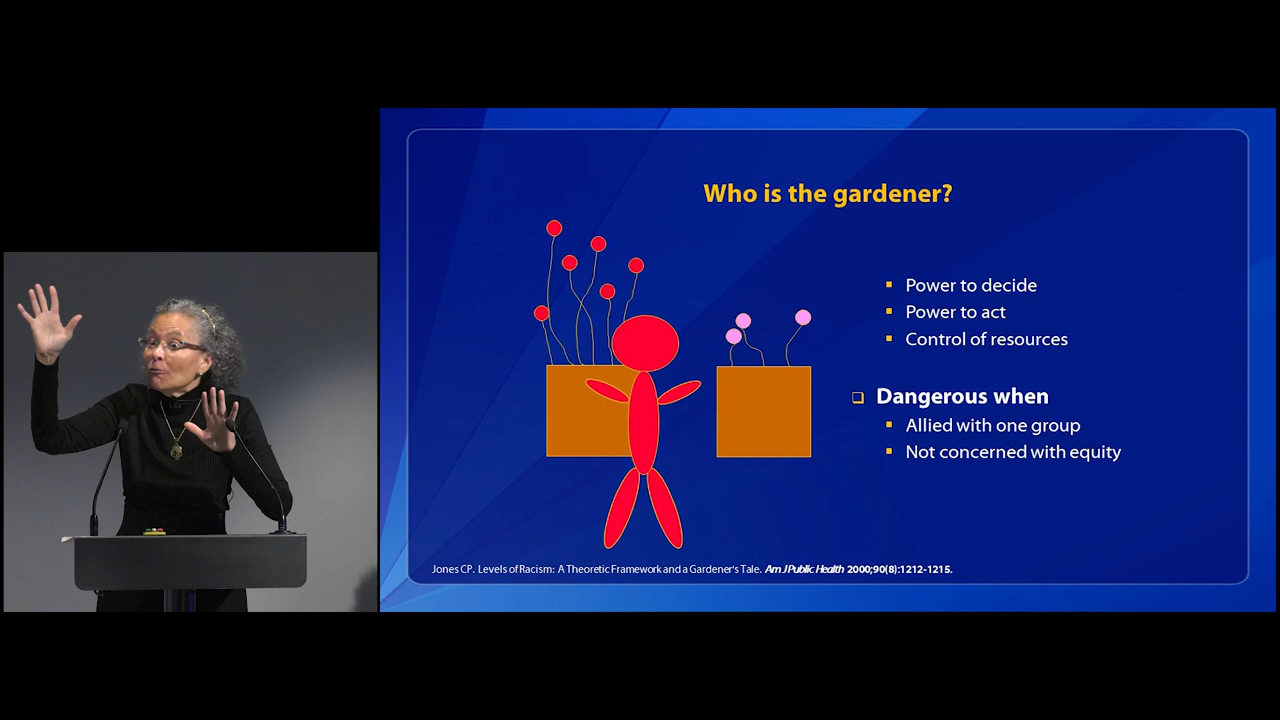 Who is the gardener?
Power to decide
Power to act
Control of resources
Dangerous when
Allied with one group
Not concerned with equity
Jones CP. Levels of Racism: A Theoretic Framework and a Gardener's Tale. Am J Public Health 2000;90(8):1212-1215.